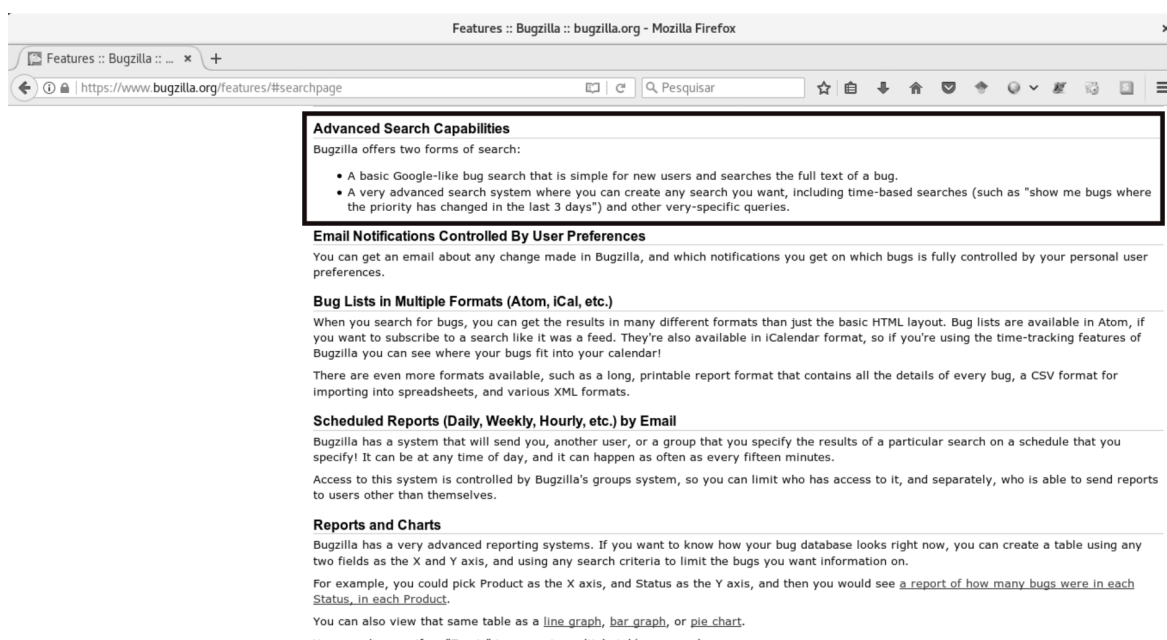 Features :: Bugzilla :: bugzilla.org - Mozilla Firefox
Features :: Bugzilla :: ...
https://www.bugzilla.org/features/#searchpage
Pesquisar
Advanced Search Capabilities
Bugzilla offers two forms of search:
• A basic Google-like bug search that is simple for new users and searches the full text of a bug.
• A very advanced search system where you can create any search you want, including time-based searches (such as "show me bugs where
the priority has changed in the last 3 days") and other very-specific queries.
Email Notifications Controlled By User Preferences
You can get an email about any change made in Bugzilla, and which notifications you get on which bugs is fully controlled by your personal user
preferences.
Bug Lists in Multiple Formats (Atom, iCal, etc.)
When you search for bugs, you can get the results in many different formats than just the basic HTML layout. Bug lists are available in Atom, if
you want to subscribe to a search like it was a feed. They're also available in iCalendar format, so if you're using the time-tracking features of
Bugzilla you can see where your bugs fit into your calendar!
There are even more formats available, such as a long, printable report format that contains all the details of every bug, a CSV format for
importing into spreadsheets, and various XML formats.
Scheduled Reports (Daily, Weekly, Hourly, etc.) by Email
Bugzilla has a system that will send you, another user, or a group that you specify the results of a particular search on a schedule that you
specify! It can be at any time of day, and it can happen as often as every fifteen minutes.
Access to this system is controlled by Bugzilla's groups system, so you can limit who has access to it, and separately, who is able to send reports
to users other than themselves.
Reports and Charts
Bugzilla has a very advanced reporting systems. If you want to know how your bug database looks right now, you can create a table using any
two fields as the X and Y axis, and using any search criteria to limit the bugs you want information on.
For example, you could pick Product as the X axis, and Status as the Y axis, and then you would see a report of how many bugs were in each
Status, in each Product.
You can also view that same table as a line graph, bar graph, or pie chart.